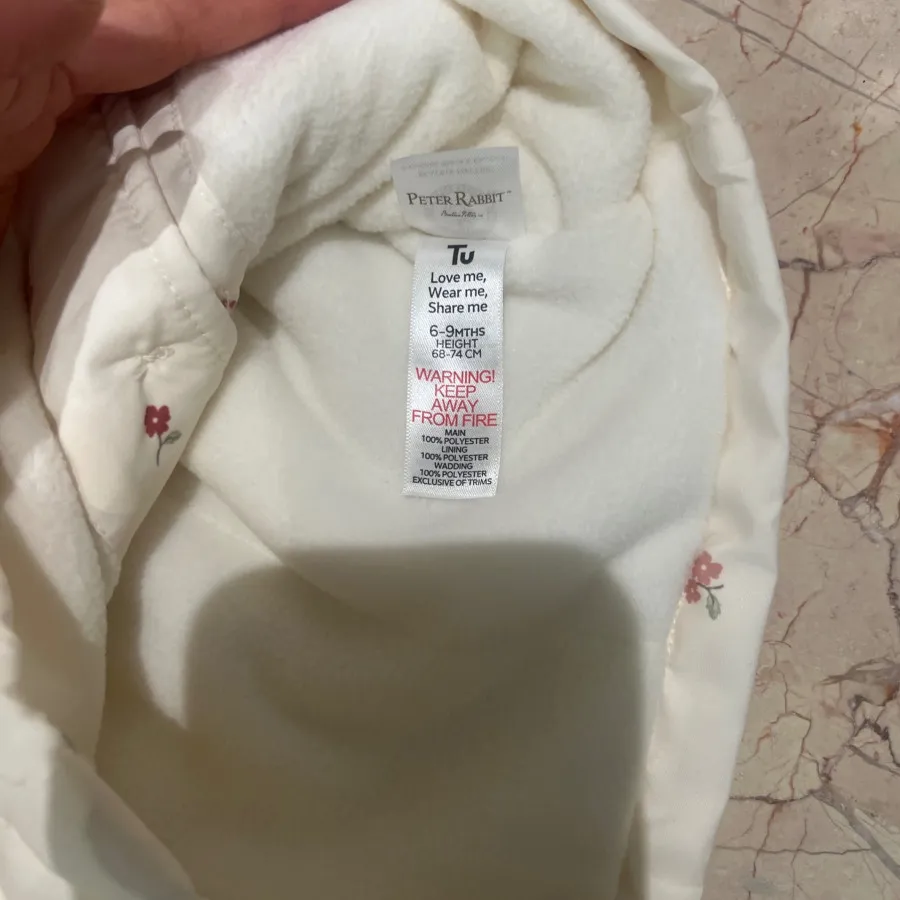 PETER RABBIT™
Tu
Love me,
Wear me,
Share me
6-9MTHS
HEIGHT
68-74 CM
WARNING!
KEEP
AWAY
FROM FIRE
MAIN
100% POLYESTER
LINING
100% POLYESTER
WADDING
100% POLYESTER
EXCLUSIVE OF TRIMS